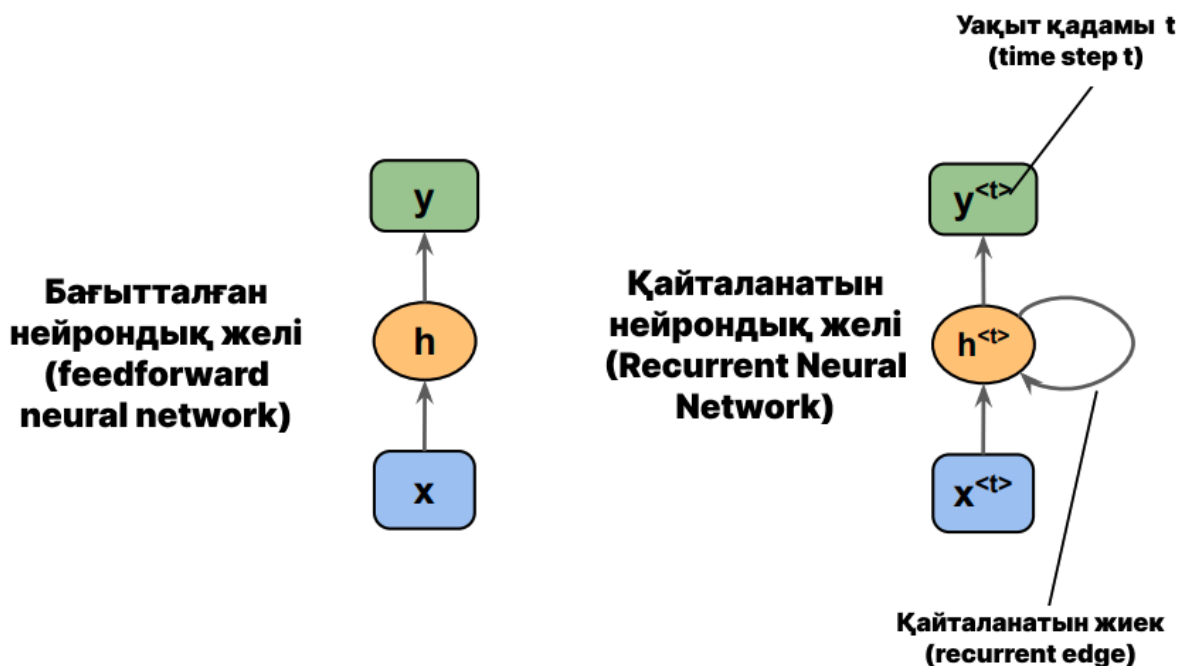 Уақыт қадамы t
(time step t)
y
y<t>
Бағытталған
нейрондық желі
(feedforward
neural network)
h
Қайталанатын
нейрондық желі
(Recurrent Neural
Network)
h<t>
x
x<t>
Қайталанатын жиек
(recurrent edge)